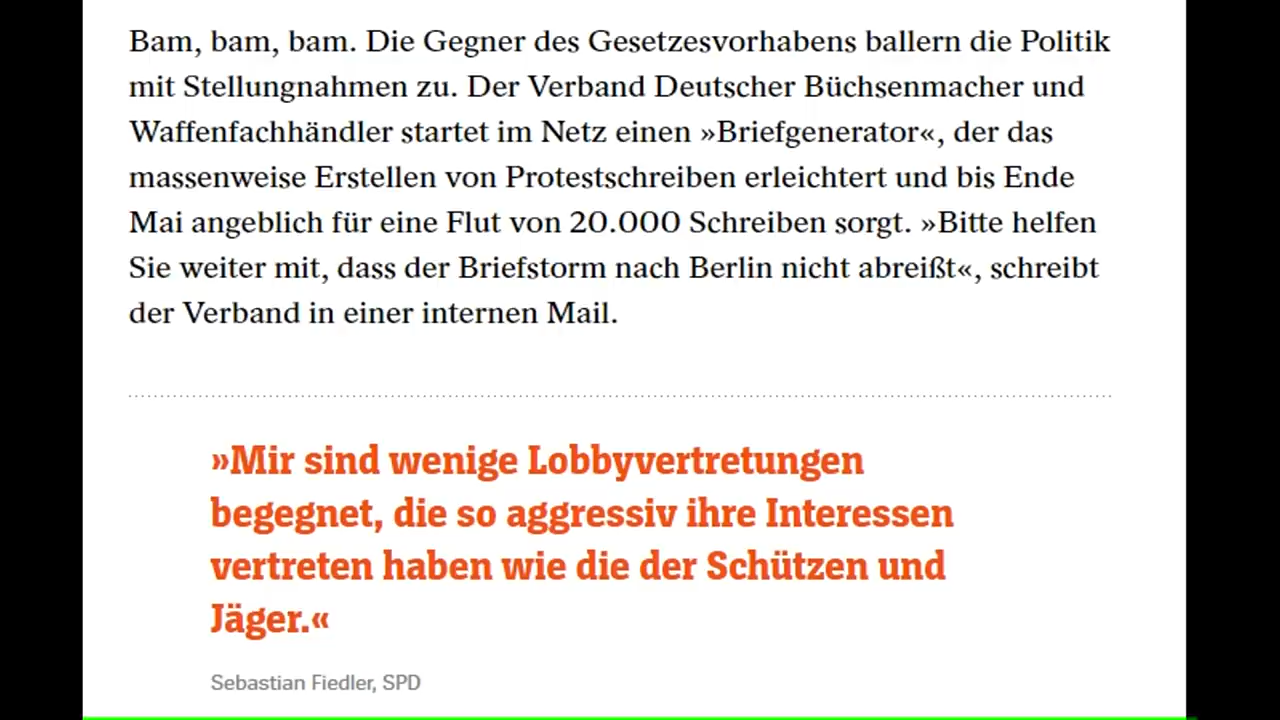 Bam, bam, bam. Die Gegner des Gesetzesvorhabens ballern die Politik
mit Stellungnahmen zu. Der Verband Deutscher Büchsenmacher und
Waffenfachhändler startet im Netz einen »Briefgenerator«, der das
massenweise Erstellen von Protestschreiben erleichtert und bis Ende
Mai angeblich für eine Flut von 20.000 Schreiben sorgt. »Bitte helfen
Sie weiter mit, dass der Briefstorm nach Berlin nicht abreißt«, schreibt
der Verband in einer internen Mail.
»Mir sind wenige Lobbyvertretungen
begegnet, die so aggressiv ihre Interessen
vertreten haben wie die der Schützen und
Jäger.«
Sebastian Fiedler, SPD